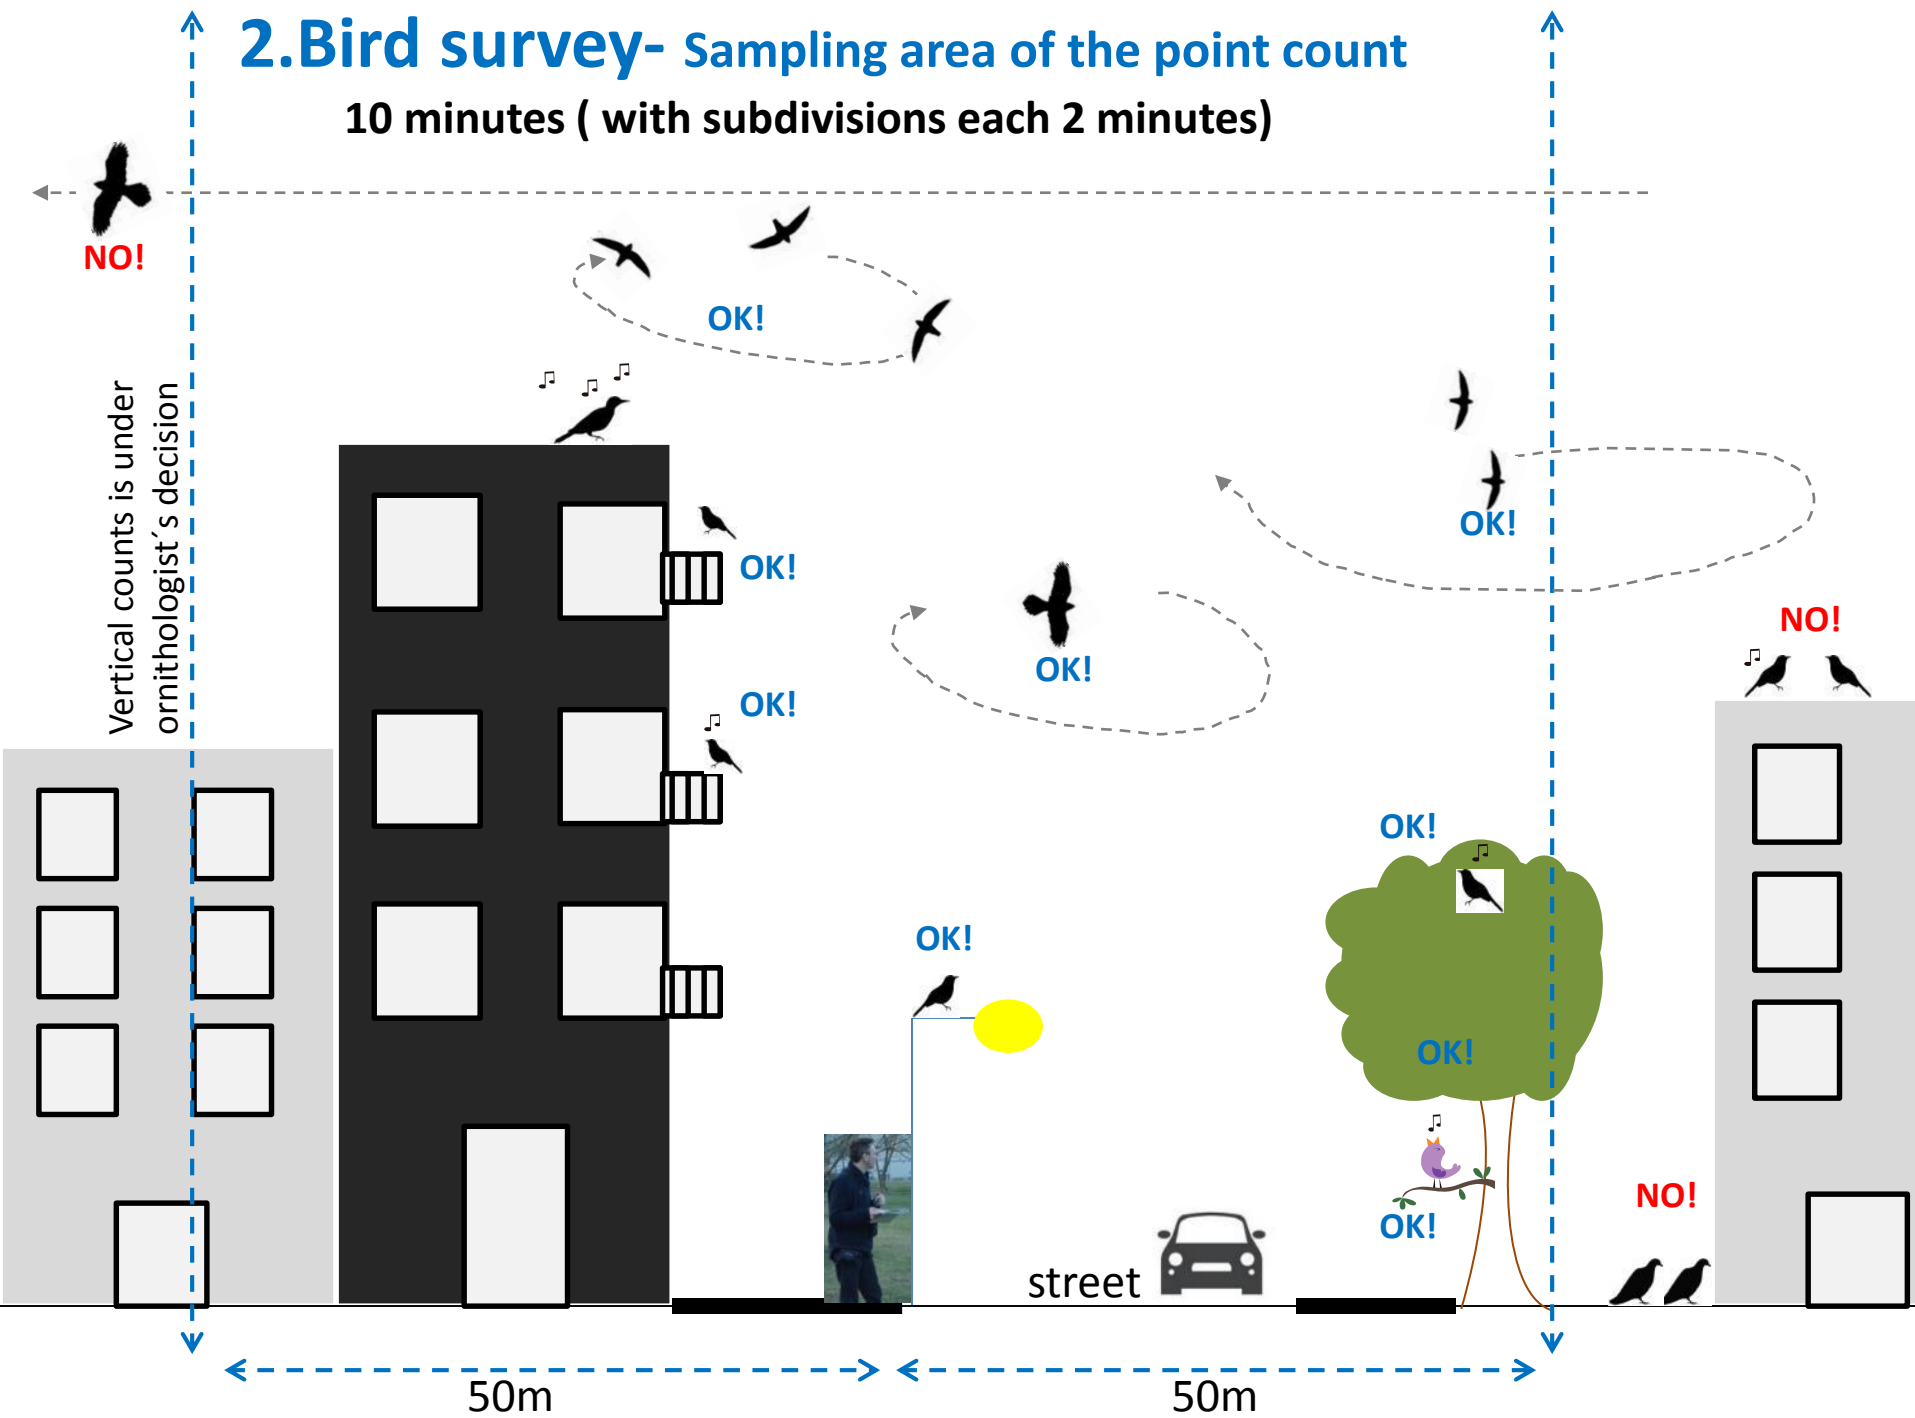 2.Bird survey- Sampling area of the point count
10 minutes ( with subdivisions each 2 minutes)
NO!
OK!
Vertical counts is under
ornithologist´s decision
OK!
OK!
OK!
NO!
OK!
OK!
OK!
OK!
NO!
OK!
street
50m
50m